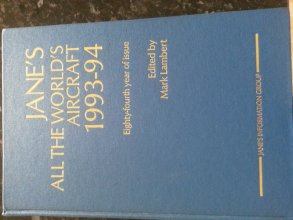 JANE'S
ALL THE WORLD'S
AIRCRAFT
1993-94
Eighty-fourth year of issue
Edited by
Mark Lambert
JANE'S INFORMATION GROUP